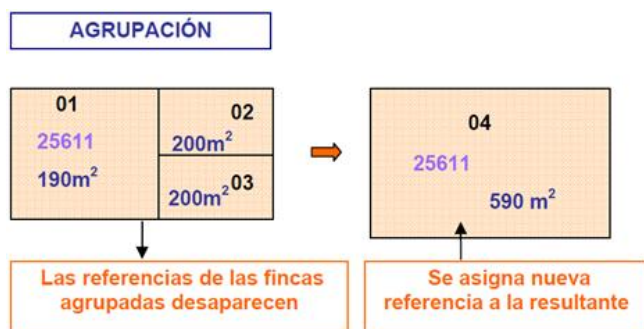 AGRUPACIÓN
01
25611
190m²
02
200m²
200m² 03
04
25611
590 m²
Las referencias de las fincas
agrupadas desaparecen
Se asigna nueva
referencia a la resultante